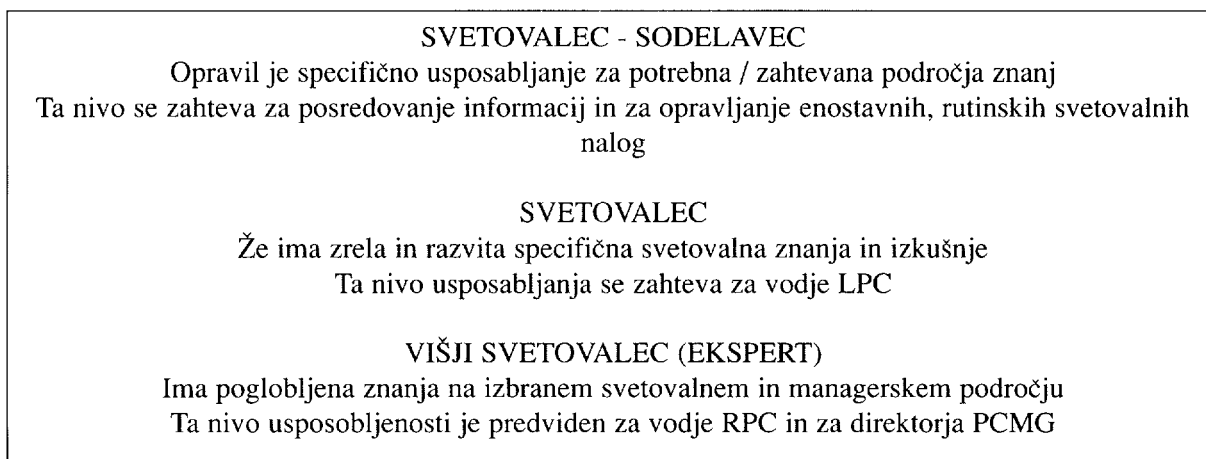 SVETOVALEC - SODELAVEC
Opravil je specifično usposabljanje za potrebna / zahtevana področja znanj
Ta nivo se zahteva za posredovanje informacij in za opravljanje enostavnih, rutinskih svetovalnih
nalog
SVETOVALEC
Že ima zrela in razvita specifična svetovalna znanja in izkušnje
Ta nivo usposabljanja se zahteva za vodje LPC
VIŠJI SVETOVALEC (EKSPERT)
Ima poglobljena znanja na izbranem svetovalnem in managerskem področju
Ta nivo usposobljenosti je predviden za vodje RPC in za direktorja PCMG